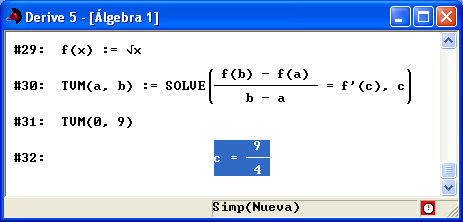 Derive 5 - [Álgebra 1]
#29: f(x) := √x
#30: TVM(a, b) := SOLVE((f(b) - f(a))/(b - a) = f'(c), c)
#31: TVM(0, 9)
#32: c = 9/4
Simp(Nueva)